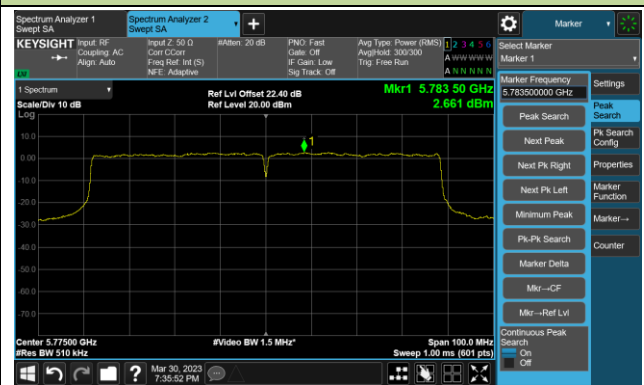 Spectrum Analyzer 1
Swept SA
Spectrum Analyzer 2
Swept SA
Marker
KEYSIGHT
Input: RF
Coupling: AC
Align: Auto
Input Z: 50 Ω
Corr CCorr
Freq Ref: Int (S)
NFE: Adaptive
#Atten: 20 dB
PNO: Fast
Gate: Off
IF Gain: Low
Sig Track: Off
Avg Type: Power (RMS)
Avg|Hold: 300/300
Trig: Free Run
1 2 3 4 5 6
A W W W W W
A N N N N N
Select Marker
Marker 1
1 Spectrum
Scale/Div 10 dB
Log
Ref Lvl Offset 22.40 dB
Ref Level 20.00 dBm
Mkr1 5.783 50 GHz
2.661 dBm
1
10.0
0.00
-10.0
-20.0
-30.0
-40.0
-50.0
-60.0
-70.0
Center 5.77500 GHz
#Res BW 510 kHz
#Video BW 1.5 MHz*
Span 100.0 MHz
Sweep 1.00 ms (601 pts)
Marker Frequency
5.783500000 GHz
Peak Search
Next Peak
Next Pk Right
Next Pk Left
Minimum Peak
Pk-Pk Search
Marker Delta
Mkr→CF
Mkr→Ref Lvl
Continuous Peak
Search
On
Off
Settings
Peak
Search
Pk Search
Config
Properties
Marker
Function
Marker→
Counter
Mar 30, 2023
7:35:52 PM